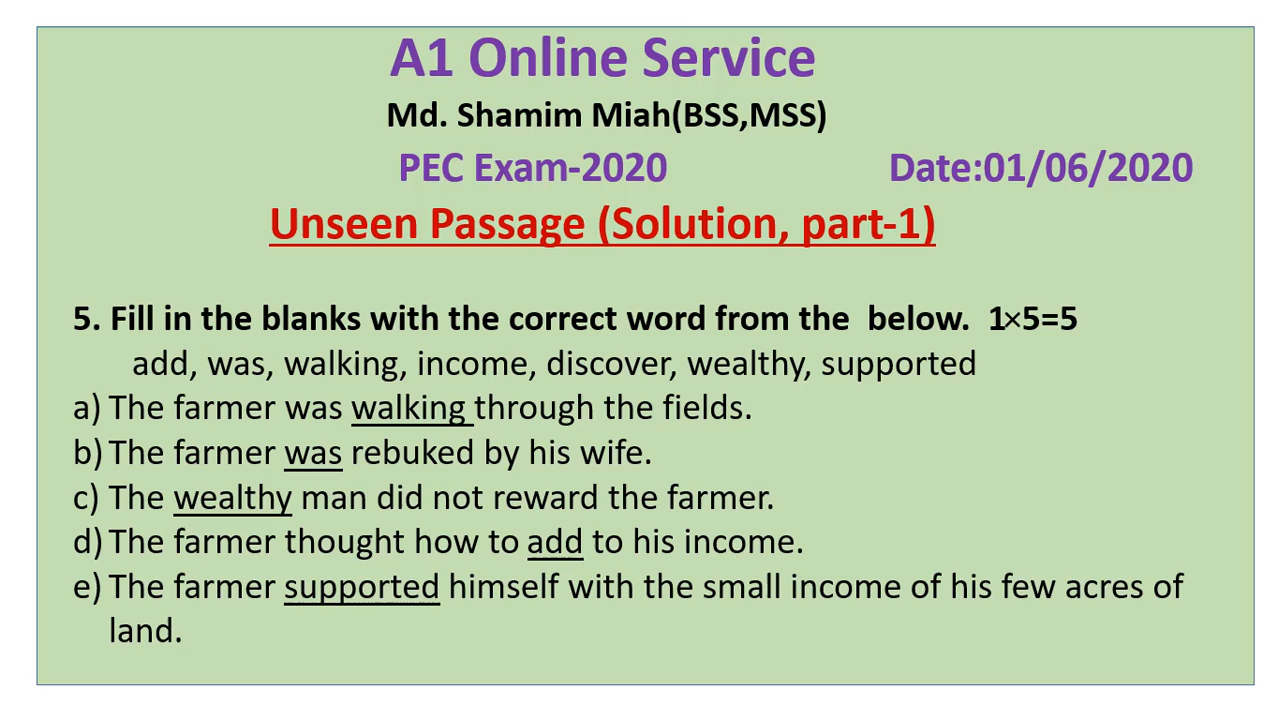 A1 Online Service
Md. Shamim Miah(BSS,MSS)
PEC Exam-2020 Date:01/06/2020
Unseen Passage (Solution, part-1)
5. Fill in the blanks with the correct word from the below. 1×5=5
add, was, walking, income, discover, wealthy, supported
a) The farmer was walking through the fields.
b) The farmer was rebuked by his wife.
c) The wealthy man did not reward the farmer.
d) The farmer thought how to add to his income.
e) The farmer supported himself with the small income of his few acres of
land.